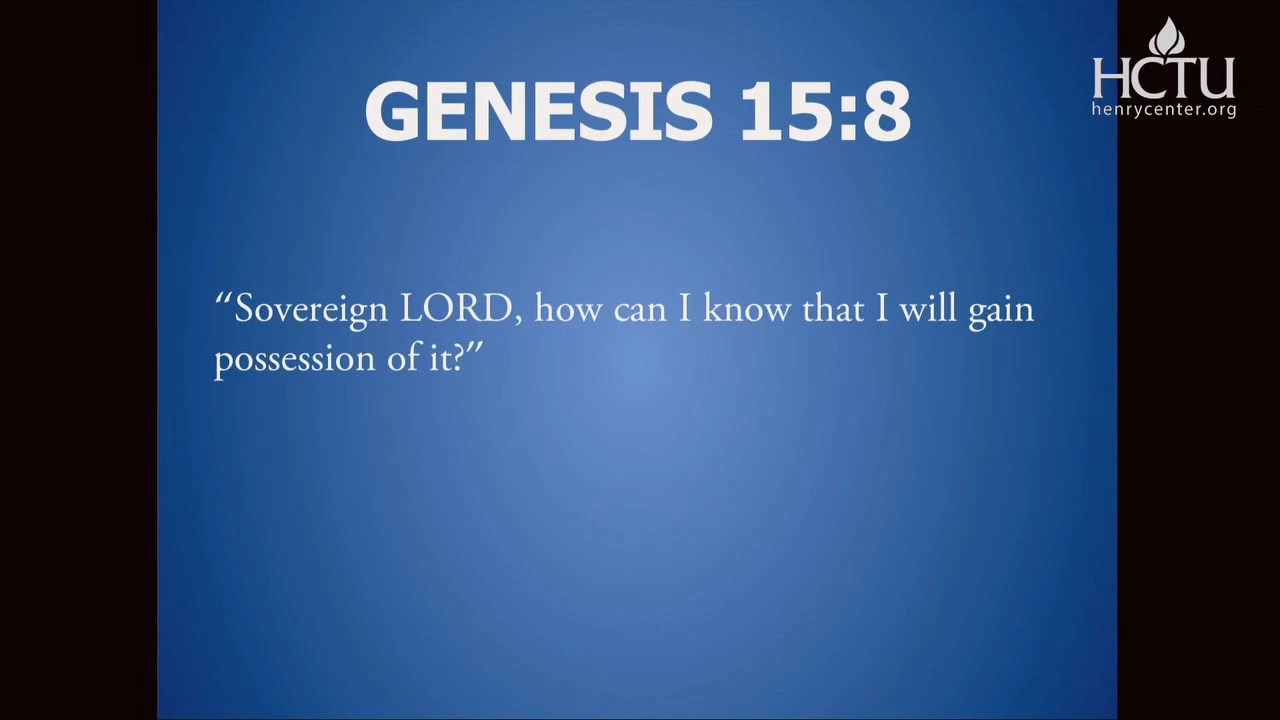 GENESIS 15:8
HCTU
henrycenter.org
“Sovereign LORD, how can I know that I will gain
possession of it?”